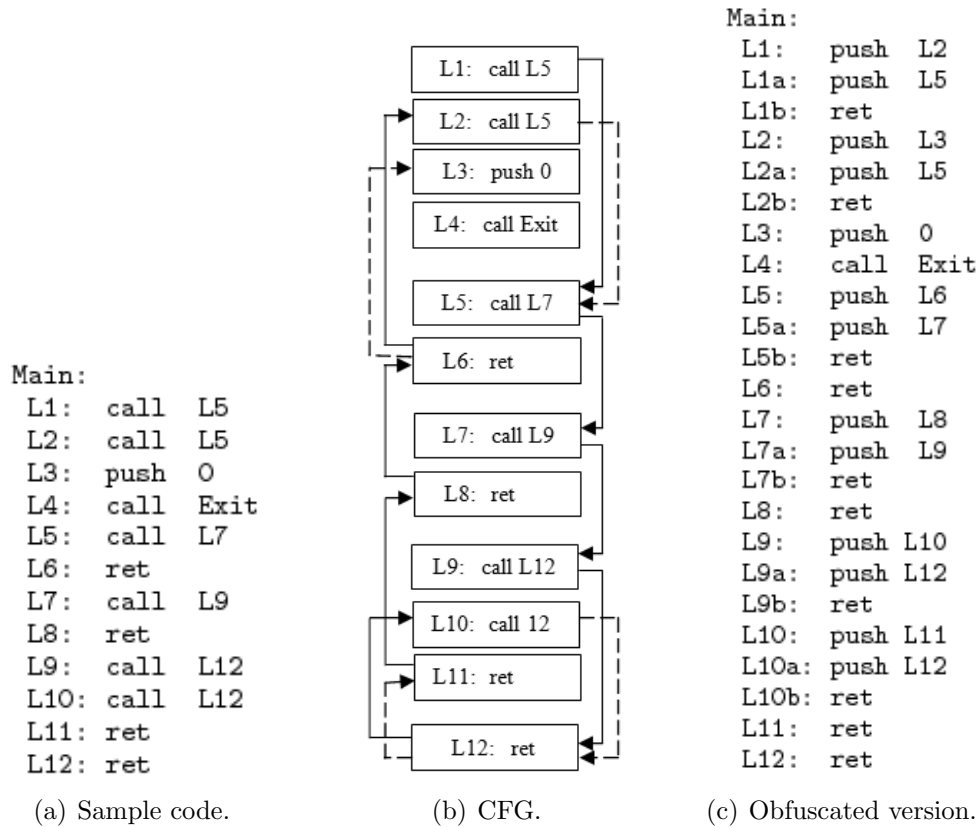 Main:
L1: call L5
L2: call L5
L3: push 0
L4: call Exit
L5: call L7
L6: ret
L7: call L9
L8: ret
L9: call L12
L10: call L12
L11: ret
L12: ret
(a) Sample code.
L1: call L5
L2: call L5
L3: push 0
L4: call Exit
L5: call L7
L6: ret
L7: call L9
L8: ret
L9: call L12
L10: call 12
L11: ret
L12: ret
(b) CFG.
Main:
L1: push L2
L1a: push L5
L1b: ret
L2: push L3
L2a: push L5
L2b: ret
L3: push 0
L4: call Exit
L5: push L6
L5a: push L7
L5b: ret
L6: ret
L7: push L8
L7a: push L9
L7b: ret
L8: ret
L9: push L10
L9a: push L12
L9b: ret
L10: push L11
L10a: push L12
L10b: ret
L11: ret
L12: ret
(c) Obfuscated version.